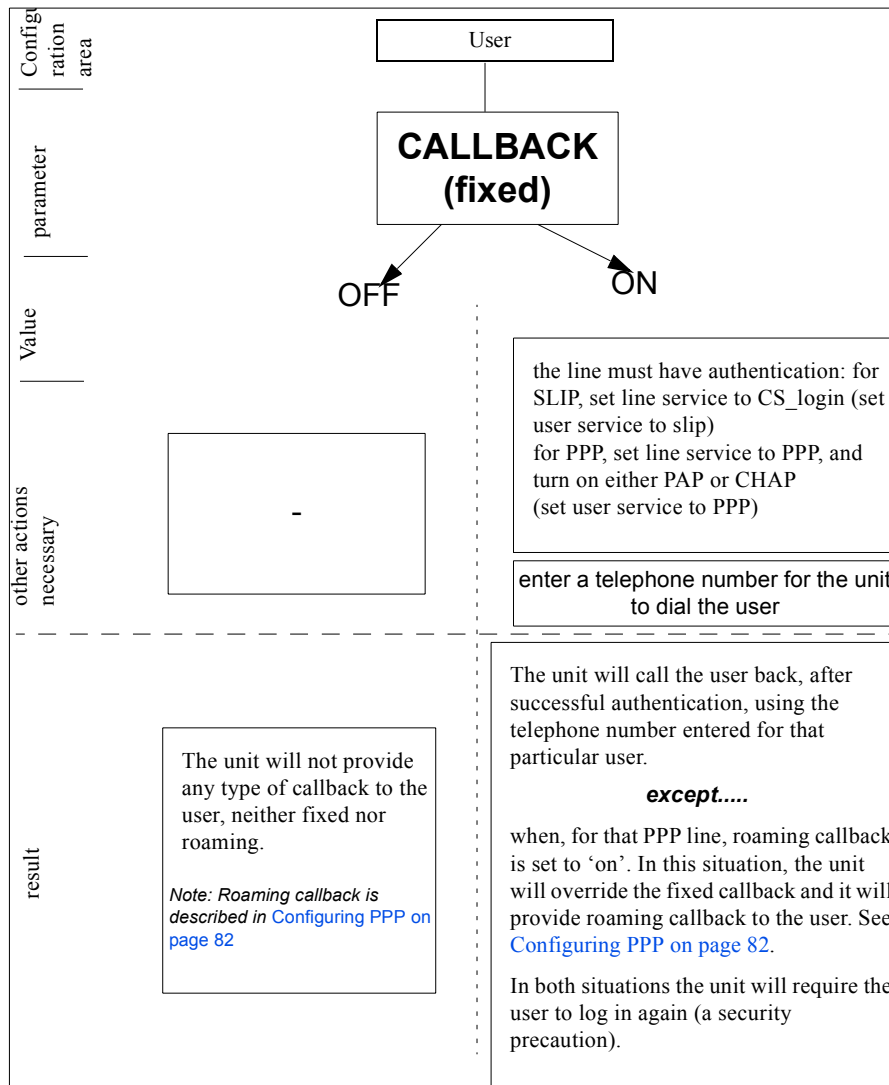 Configu
ration
area
User
parameter
CALLBACK
(fixed)
Value
OFF
ON
other actions
necessary
-
the line must have authentication: for
SLIP, set line service to CS_login (set
user service to slip)
for PPP, set line service to PPP, and
turn on either PAP or CHAP
(set user service to PPP)
enter a telephone number for the unit
to dial the user
result
The unit will not provide
any type of callback to the
user, neither fixed nor
roaming.
Note: Roaming callback is
described in Configuring PPP on
page 82
The unit will call the user back, after
successful authentication, using the
telephone number entered for that
particular user.
except.....
when, for that PPP line, roaming callback
is set to ‘on’. In this situation, the unit
will override the fixed callback and it will
provide roaming callback to the user. See
Configuring PPP on page 82.
In both situations the unit will require the
user to log in again (a security
precaution).